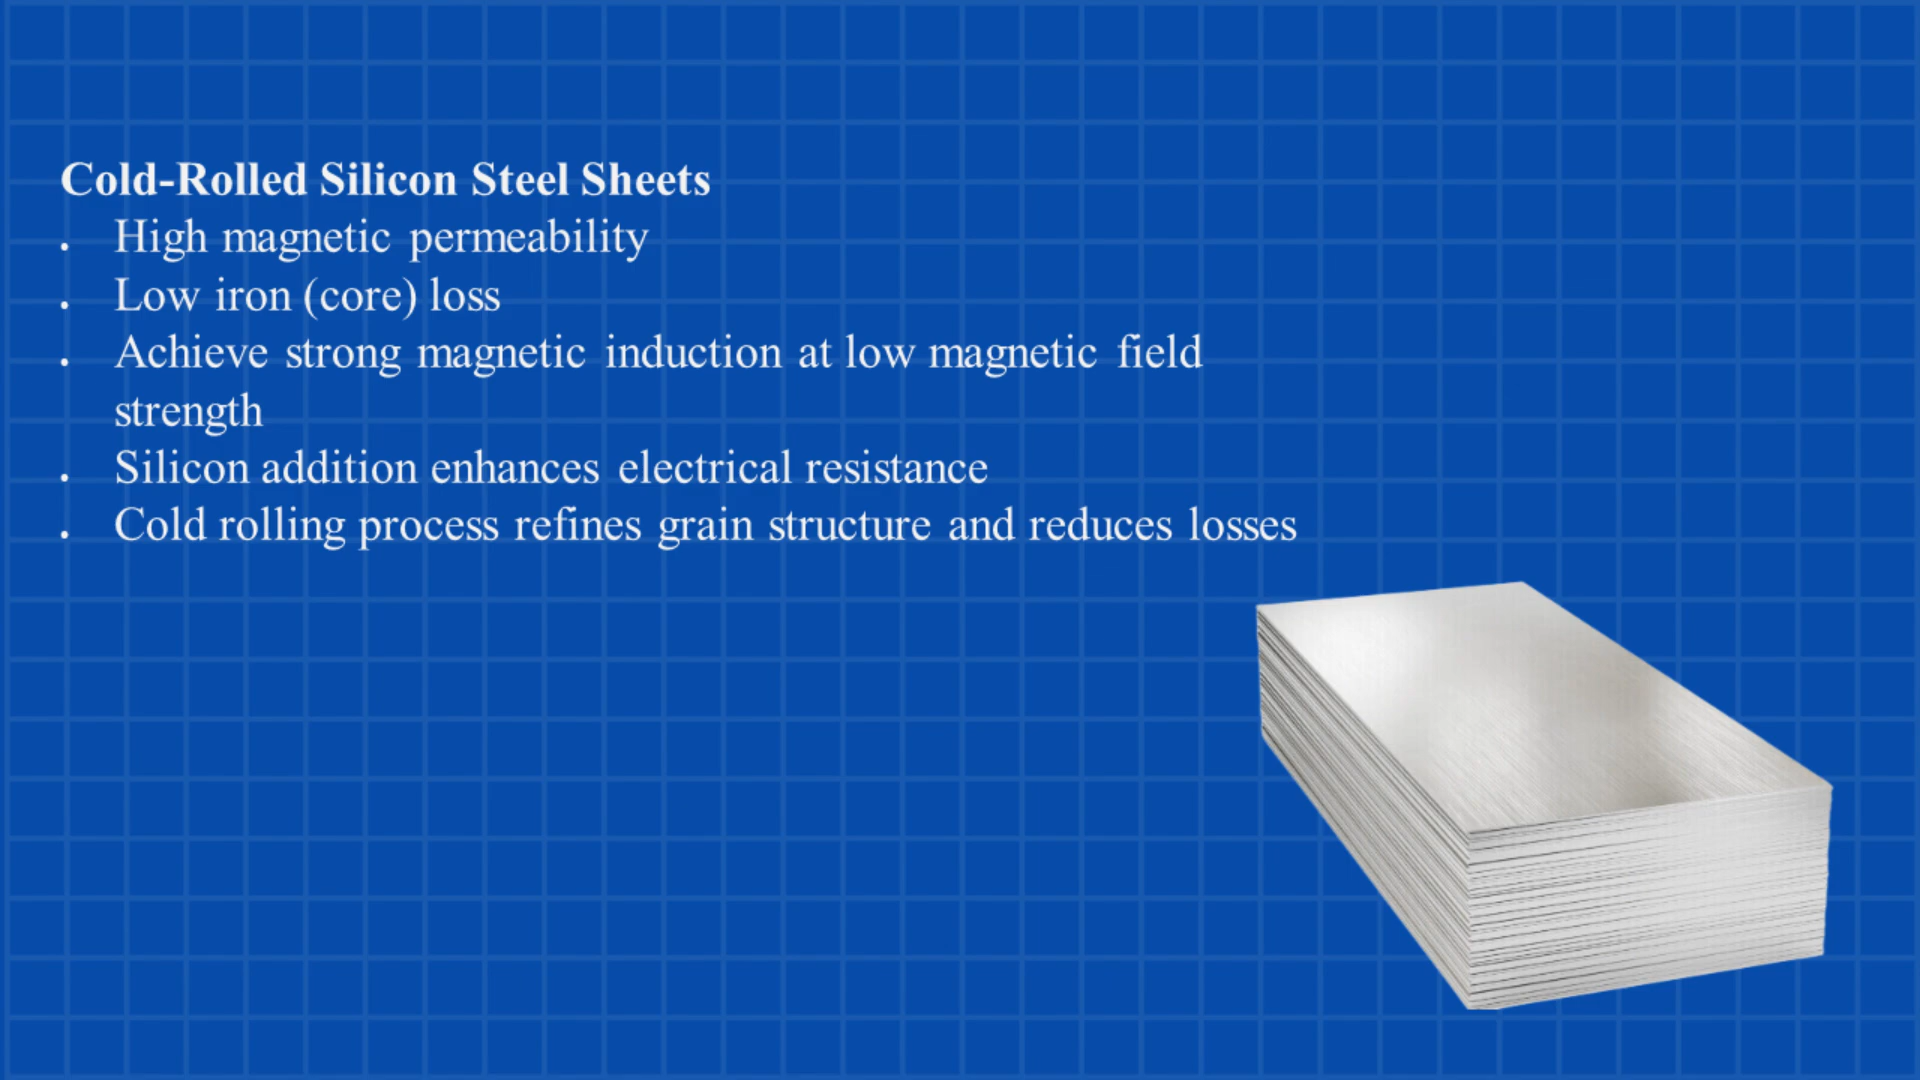 Cold-Rolled Silicon Steel Sheets
• High magnetic permeability
• Low iron (core) loss
• Achieve strong magnetic induction at low magnetic field
strength
• Silicon addition enhances electrical resistance
• Cold rolling process refines grain structure and reduces losses